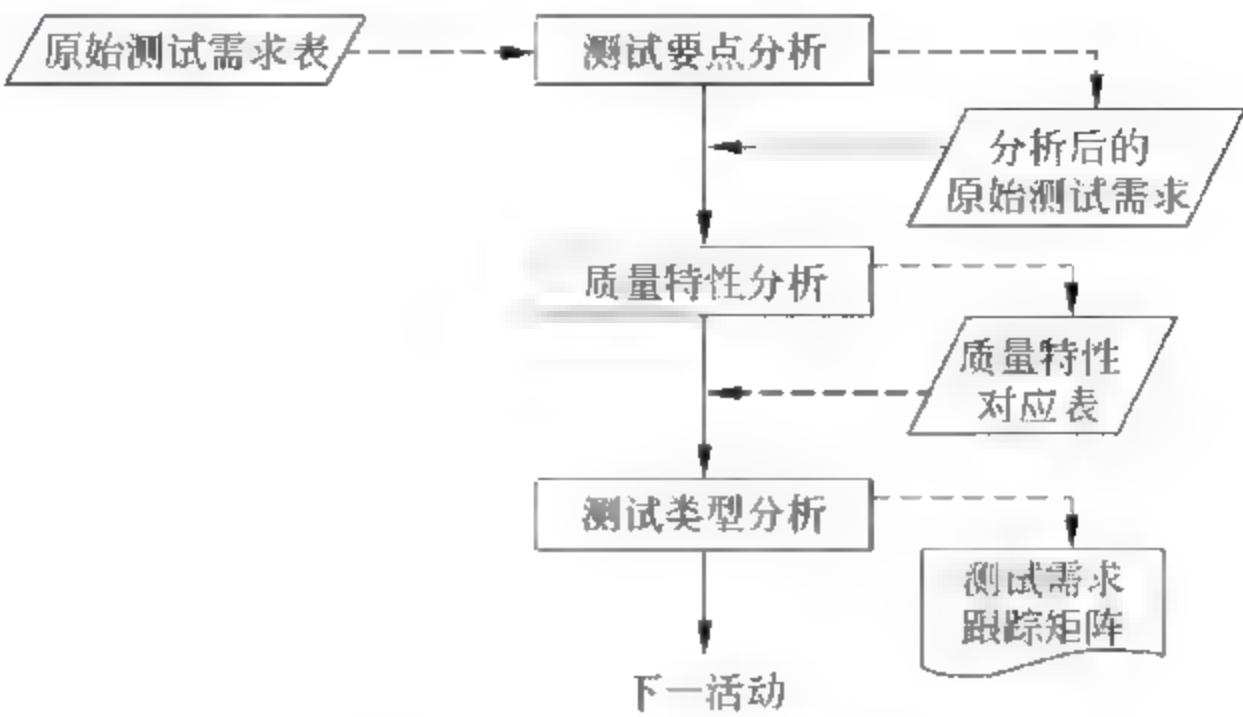 原始测试需求表
测试要点分析
分析后的
原始测试需求
质量特性分析
质量特性
对应表
测试类型分析
测试需求
跟踪矩阵
下一活动